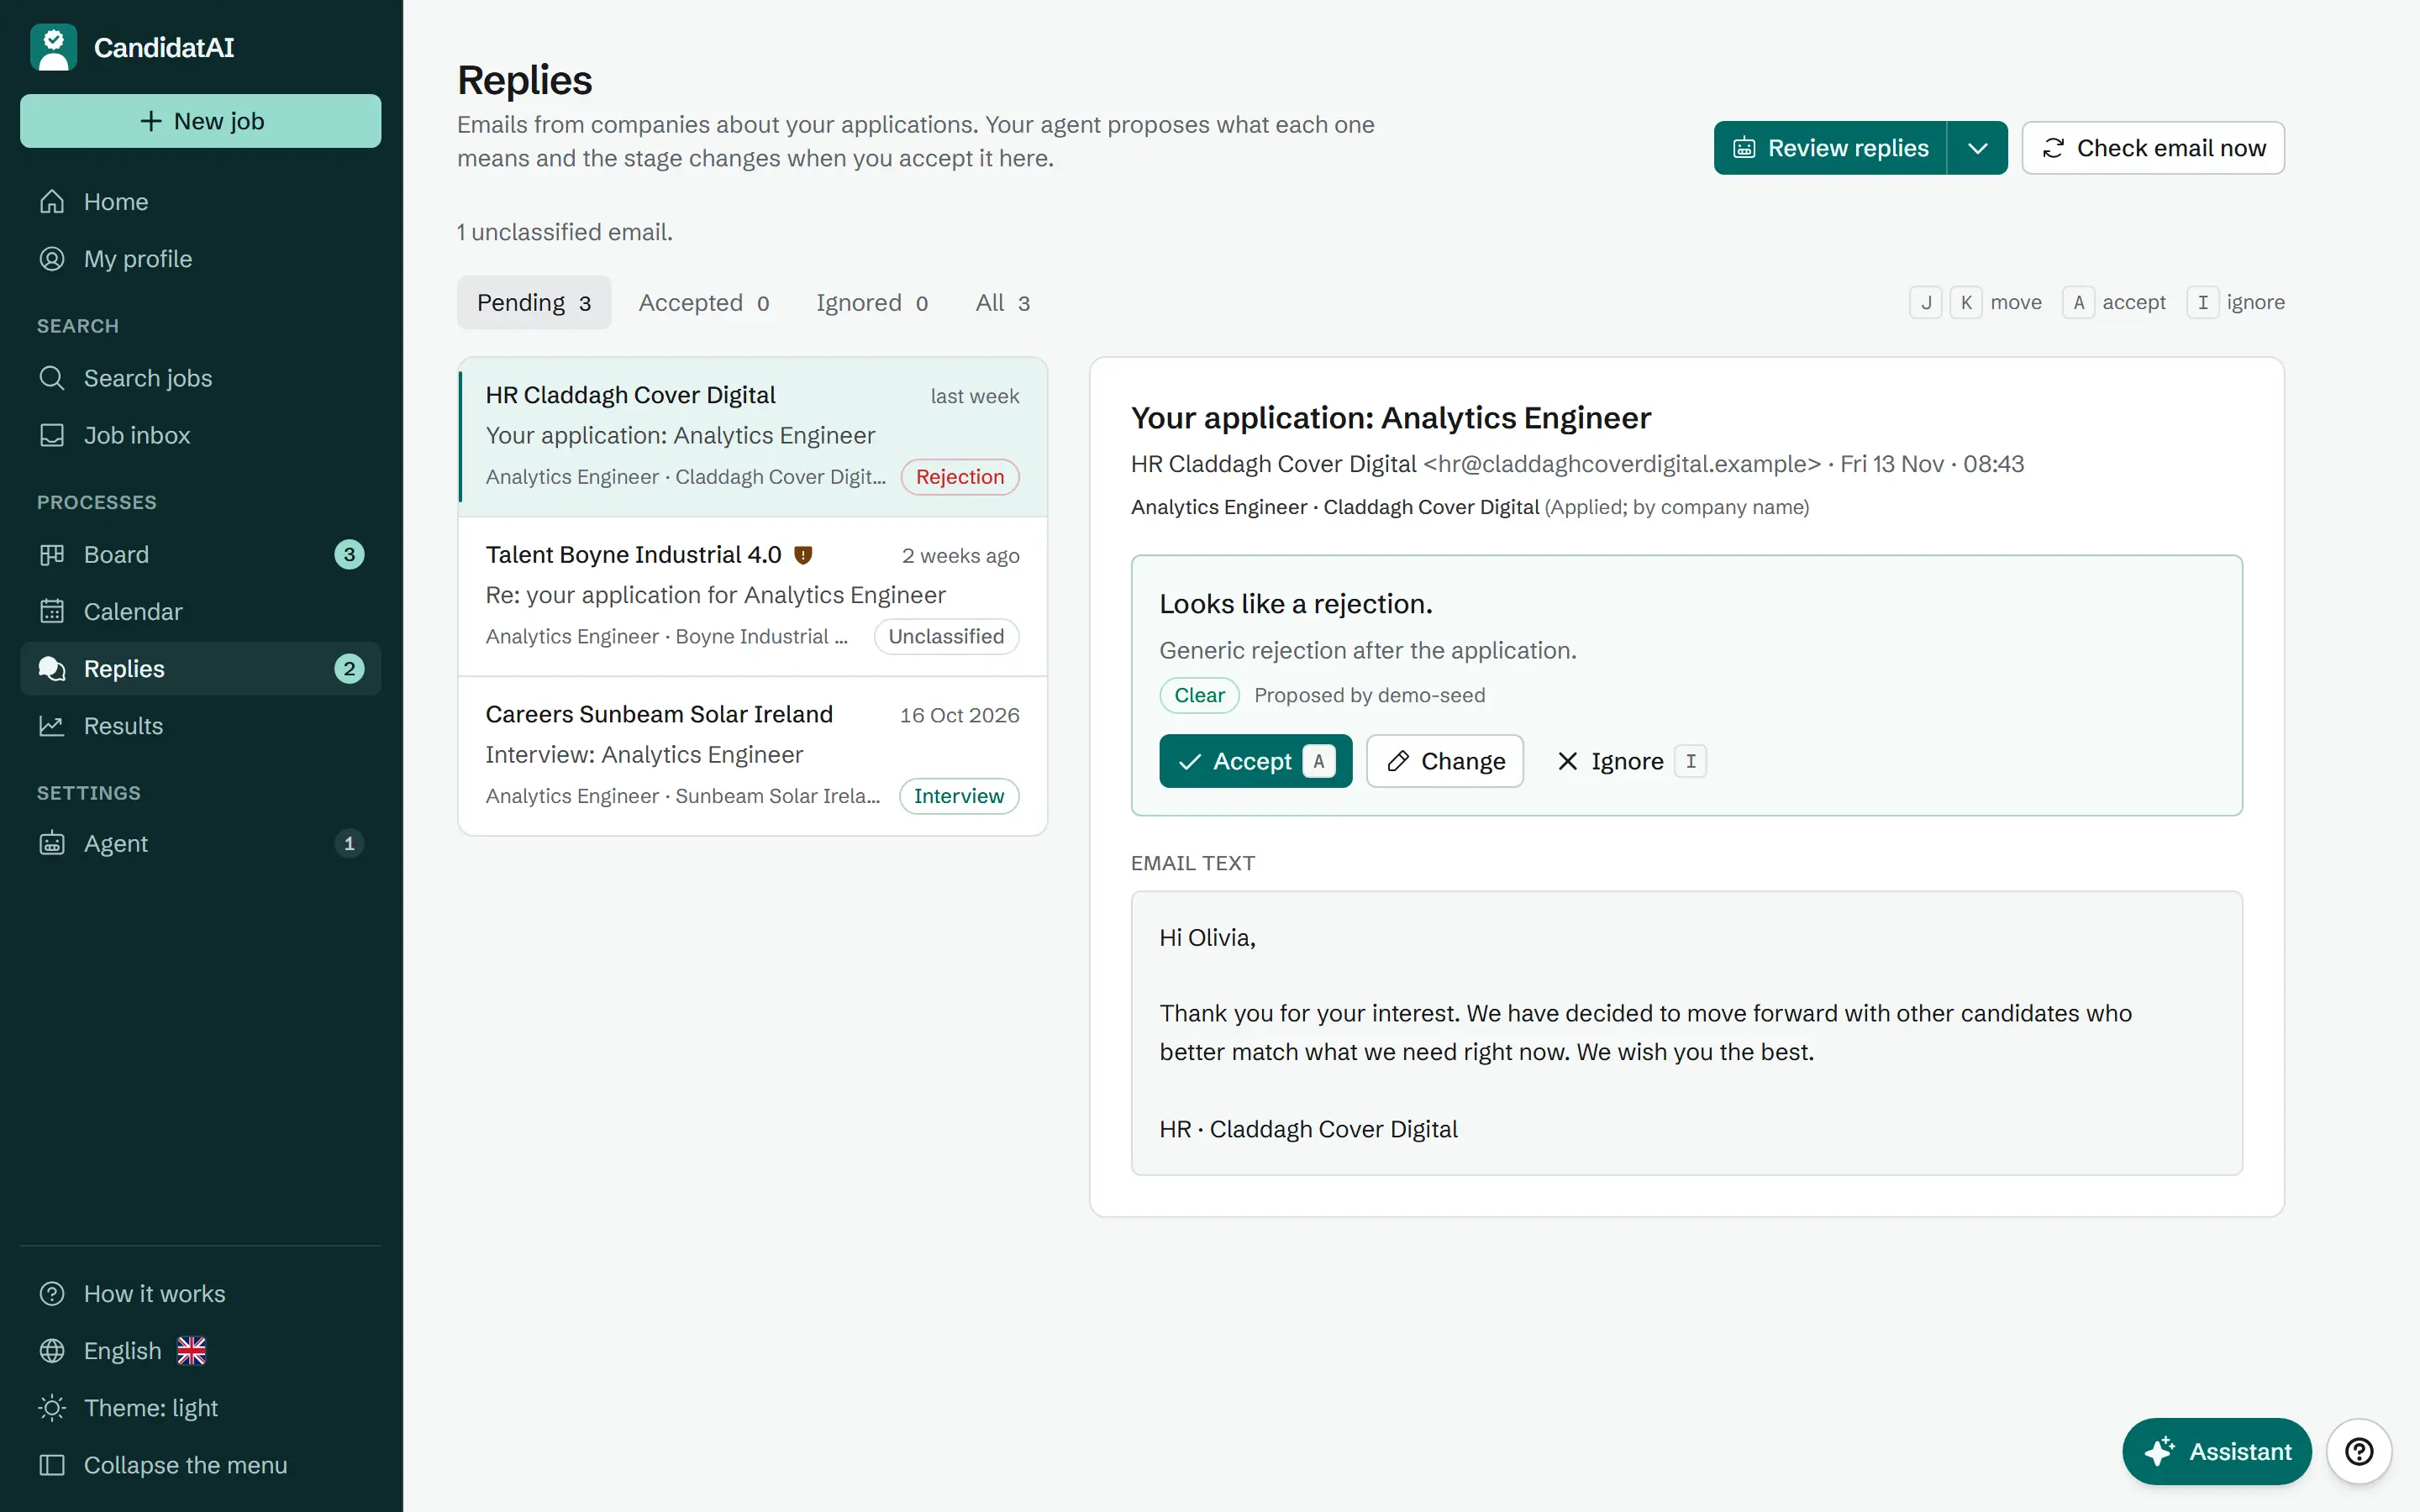 CandidatAI
New job
Home
My profile
SEARCH
Search jobs
Job inbox
PROCESSES
Board 3
Calendar
Replies 2
Results
SETTINGS
Agent 1
How it works
English
Theme: light
Collapse the menu
Replies
Emails from companies about your applications. Your agent proposes what each one
means and the stage changes when you accept it here.
Review replies
Check email now
1 unclassified email.
Pending 3 Accepted 0 Ignored 0 All 3
J K move A accept I ignore
HR Claddagh Cover Digital last week
Your application: Analytics Engineer
Analytics Engineer · Claddagh Cover Digit... Rejection
Talent Boyne Industrial 4.0 2 weeks ago
Re: your application for Analytics Engineer
Analytics Engineer · Boyne Industrial ... Unclassified
Careers Sunbeam Solar Ireland 16 Oct 2026
Interview: Analytics Engineer
Analytics Engineer · Sunbeam Solar Irela... Interview
Your application: Analytics Engineer
HR Claddagh Cover Digital <hr@claddaghcoverdigital.example> · Fri 13 Nov · 08:43
Analytics Engineer · Claddagh Cover Digital (Applied; by company name)
Looks like a rejection.
Generic rejection after the application.
Clear Proposed by demo-seed
Accept A Change Ignore I
EMAIL TEXT
Hi Olivia,
Thank you for your interest. We have decided to move forward with other candidates who
better match what we need right now. We wish you the best.
HR · Claddagh Cover Digital
Assistant